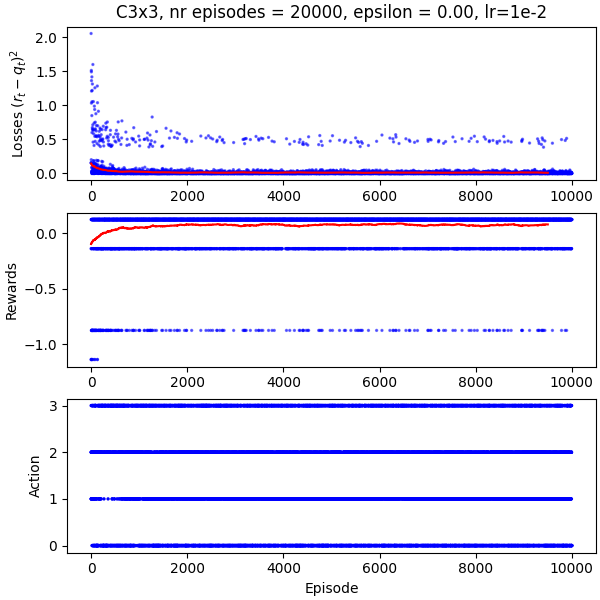 C3x3, nr episodes = 20000, epsilon = 0.00, lr=1e-2
Losses $(r_t - q_t)^2$
2.0
1.5
1.0
0.5
0.0
0 2000 4000 6000 8000 10000
Rewards
0.0
−0.5
−1.0
0 2000 4000 6000 8000 10000
Action
3
2
1
0
0 2000 4000 6000 8000 10000
Episode